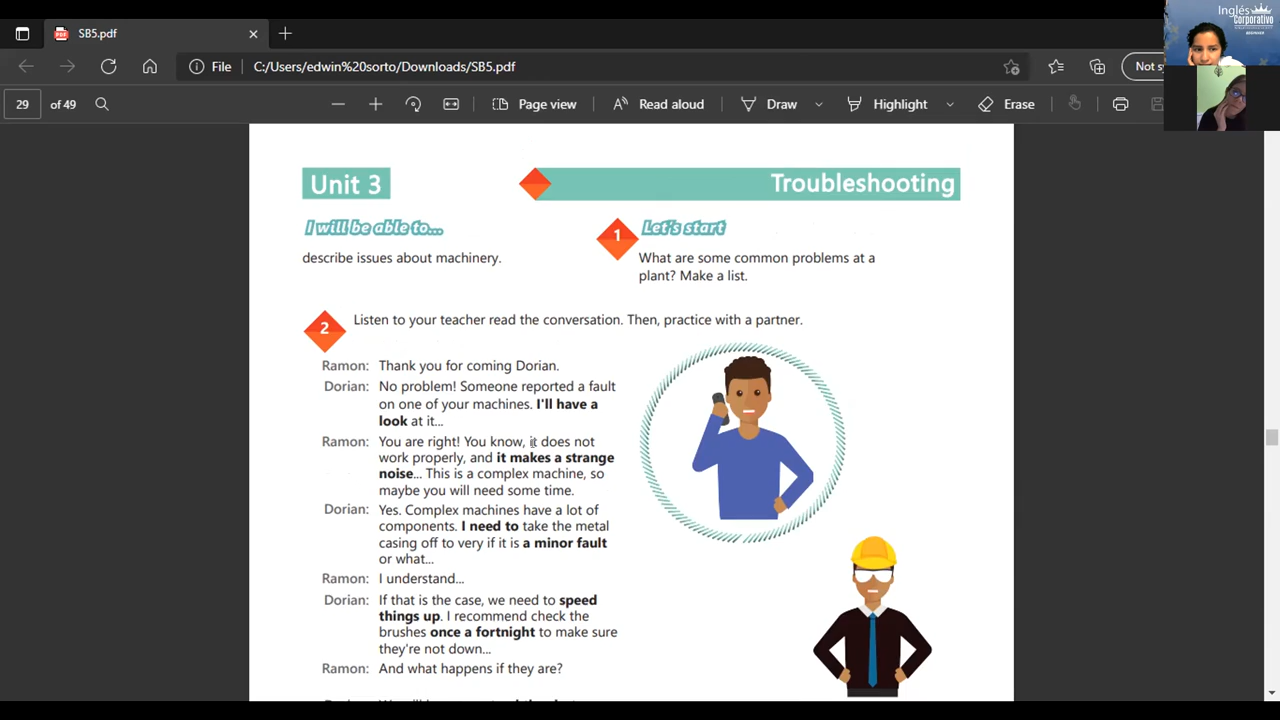 SB5.pdf
File
C:/Users/edwin%20sorto/Downloads/SB5.pdf
Not s
29 of 49
Page view
Read aloud
Draw
Highlight
Erase
Inglés
Corporativo
BEGINNER
Unit 3
Troubleshooting
I will be able to...
describe issues about machinery.
1
Let's start
What are some common problems at a
plant? Make a list.
2
Listen to your teacher read the conversation. Then, practice with a partner.
Ramon: Thank you for coming Dorian.
Dorian: No problem! Someone reported a fault
on one of your machines. I'll have a
look at it...
Ramon: You are right! You know, it does not
work properly, and it makes a strange
noise... This is a complex machine, so
maybe you will need some time.
Dorian: Yes. Complex machines have a lot of
components. I need to take the metal
casing off to very if it is a minor fault
or what...
Ramon: I understand...
Dorian: If that is the case, we need to speed
things up. I recommend check the
brushes once a fortnight to make sure
they're not down...
Ramon: And what happens if they are?